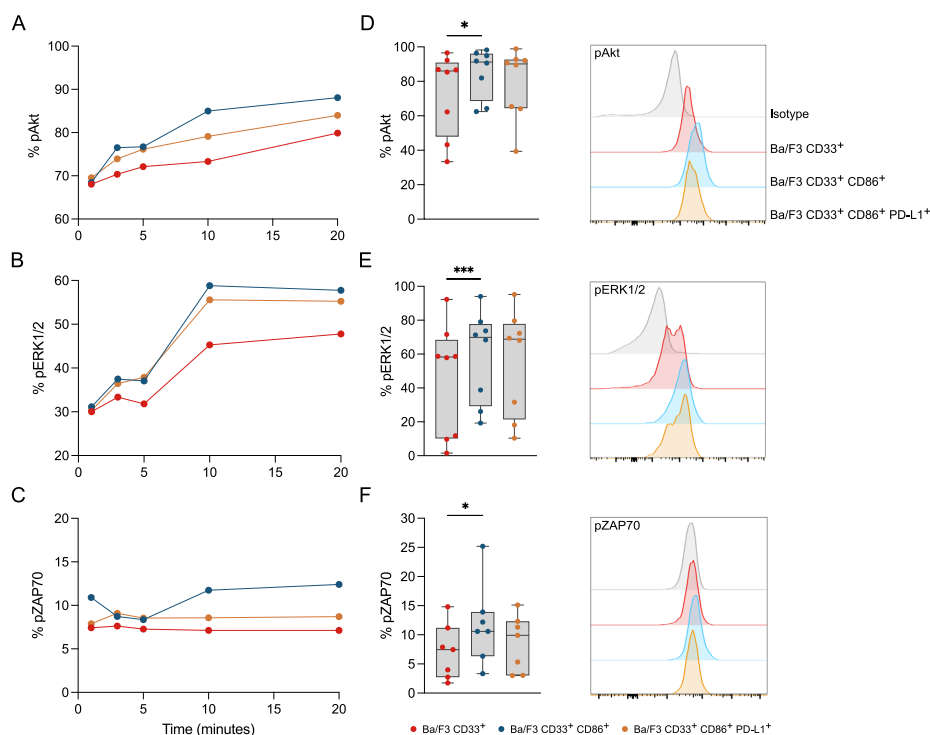 A
% pAkt
100
90
80
70
60
0 5 10 15 20
D
% pAkt
100
80
60
40
20
0
*
pAkt
Isotype
Ba/F3 CD33⁺
Ba/F3 CD33⁺ CD86⁺
Ba/F3 CD33⁺ CD86⁺ PD-L1⁺
B
% pERK1/2
60
50
40
30
20
0 5 10 15 20
E
% pERK1/2
100
80
60
40
20
0
***
pERK1/2
C
% pZAP70
20
15
10
5
0
0 5 10 15 20
Time (minutes)
F
% pZAP70
30
25
20
15
10
5
0
*
pZAP70
Ba/F3 CD33⁺ Ba/F3 CD33⁺ CD86⁺ Ba/F3 CD33⁺ CD86⁺ PD-L1⁺